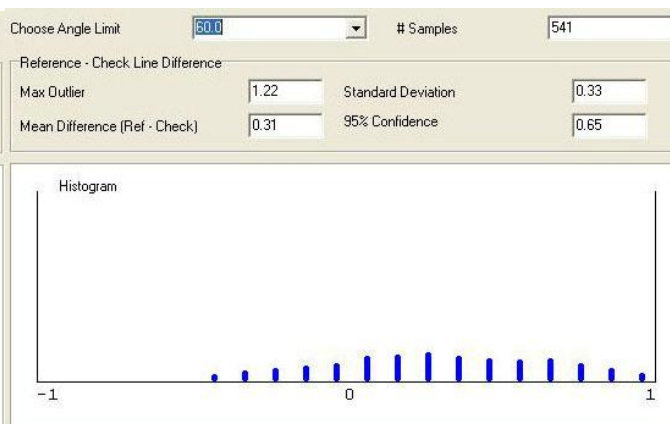 Choose Angle Limit 60.0 # Samples 541
Reference - Check Line Difference
Max Outlier 1.22 Standard Deviation 0.33
Mean Difference (Ref - Check) 0.31 95% Confidence 0.65
Histogram
-1 0 1